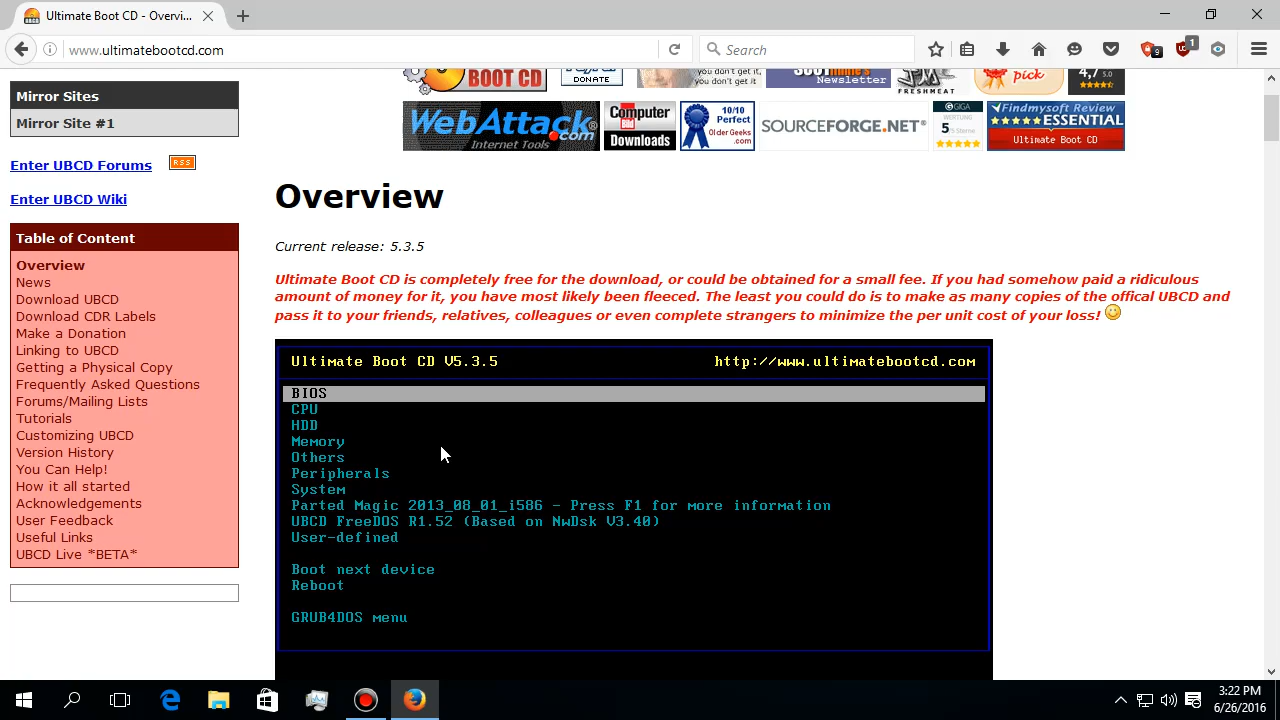 Ultimate Boot CD - Overvi...
www.ultimatebootcd.com
Search
9
1
Mirror Sites
Mirror Site #1
Enter UBCD Forums
RSS
Enter UBCD Wiki
Table of Content
Overview
News
Download UBCD
Download CDR Labels
Make a Donation
Linking to UBCD
Getting a Physical Copy
Frequently Asked Questions
Forums/Mailing Lists
Tutorials
Customizing UBCD
Version History
You Can Help!
How it all started
Acknowledgements
User Feedback
Useful Links
UBCD Live *BETA*
BOOT CD
DONATE
you don't get it,
you don't get it
Newsletter
FRESHMEAT
pick
4,7 5.0
WebAttack.com
Internet Tools
Computer
Bild
Downloads
10/10
Perfect
OlderGeeks
.com
SOURCEFORGE.NET®
GIGA
WERTUNG
5 /5 Sterne
Findmysoft Review
ESSENTIAL
Ultimate Boot CD
Overview
Current release: 5.3.5
Ultimate Boot CD is completely free for the download, or could be obtained for a small fee. If you had somehow paid a ridiculous
amount of money for it, you have most likely been fleeced. The least you could do is to make as many copies of the offical UBCD and
pass it to your friends, relatives, colleagues or even complete strangers to minimize the per unit cost of your loss!
Ultimate Boot CD V5.3.5
http://www.ultimatebootcd.com
BIOS
CPU
HDD
Memory
Others
Peripherals
System
Parted Magic 2013_08_01_i586 - Press F1 for more information
UBCD FreeDOS R1.52 (Based on NwDsk V3.40)
User-defined
Boot next device
Reboot
GRUB4DOS menu
3:22 PM
6/26/2016